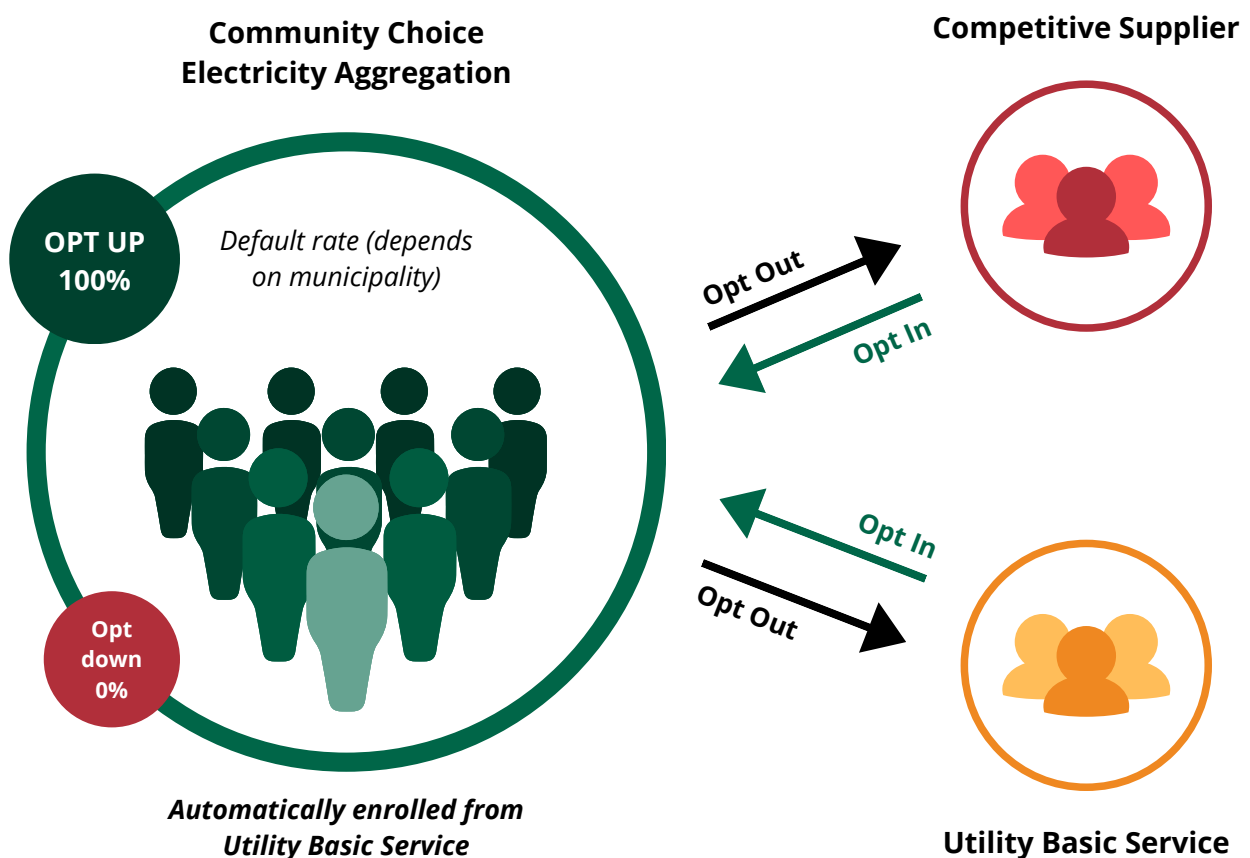 Community Choice
Electricity Aggregation
Competitive Supplier
OPT UP
100%
Default rate (depends
on municipality)
Opt Out
Opt In
Opt In
Opt Out
Opt
down
0%
Automatically enrolled from
Utility Basic Service
Utility Basic Service